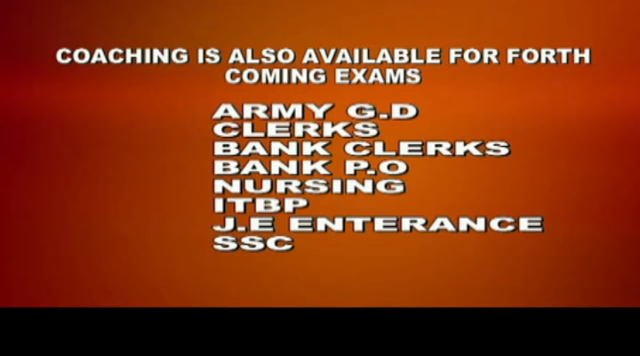 COACHING IS ALSO AVAILABLE FOR FORTH
COMING EXAMS
ARMY G.D
CLERKS
BANK CLERKS
BANK P.O
NURSING
ITBP
J.E ENTERANCE
SSC